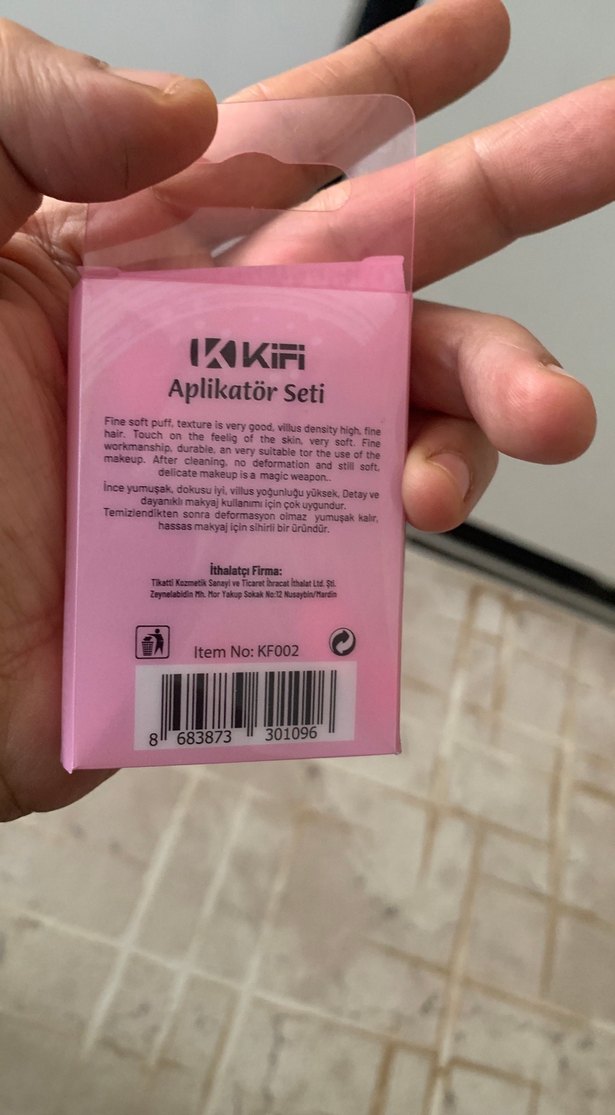 KiFi
Aplikatör Seti
Fine soft puff, texture is very good, villus density high, fine
hair. Touch on the feelig of the skin, very soft. Fine
workmanship, durable, an very suitable tor the use of the
makeup. After cleaning, no deformation and still soft,
delicate makeup is a magic weapon..
İnce yumuşak, dokusu iyi, villus yoğunluğu yüksek, Detay ve
dayanıklı makyaj kullanımı için çok uygundur.
Temizlendikten sonra deformasyon olmaz yumuşak kalır,
hassas makyaj için sihirli bir üründür.
İthalatçı Firma:
Tikatti Kozmetik Sanayi ve Ticaret İhracat İthalat Ltd. Şti.
Zeynelabidin Mh. Mor Yakup Sokak No:12 Nusaybin/Mardin
Item No: KF002
8 683873 301096